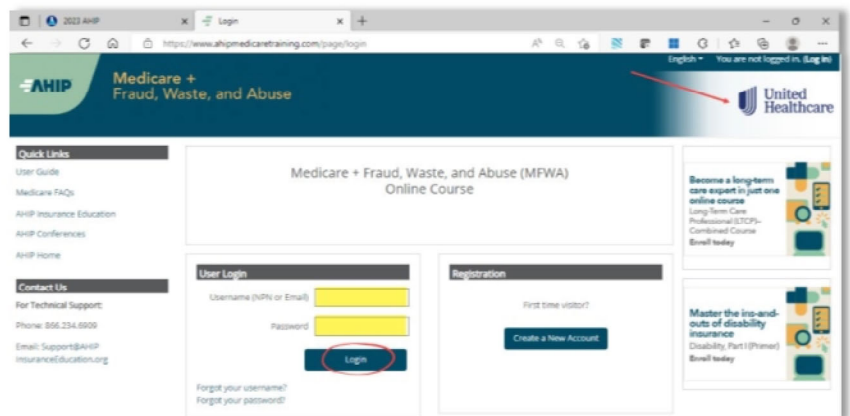 2023 AHIP
Login
https://www.ahipmedicaretraining.com/page/login
English You are not logged in. (Log in)
AHIP
Medicare +
Fraud, Waste, and Abuse
United
Healthcare
Quick Links
User Guide
Medicare FAQs
AHIP Insurance Education
AHIP Conferences
AHIP Home
Contact Us
For Technical Support:
Phone: 866.234.6909
Email: Support@AHIP
InsuranceEducation.org
Medicare + Fraud, Waste, and Abuse (MFWA)
Online Course
User Login
Username (NPN or Email)
Password
Login
Forgot your username?
Forgot your password?
Registration
First time visitor?
Create a New Account
Become a long-term
care expert in just one
online course
Long-Term Care
Professional (LTCP)–
Combined Course
Enroll today
Master the ins-and-
outs of disability
insurance
Disability, Part I (Primer)
Enroll today